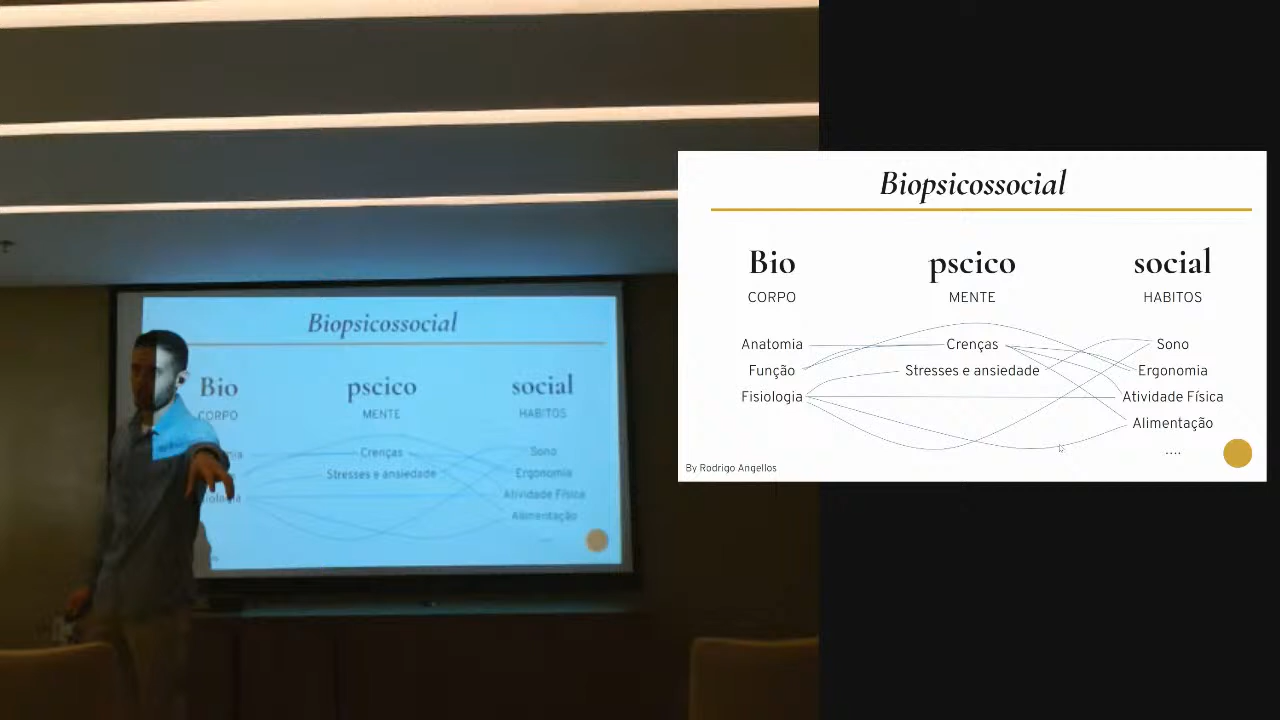 Biopsicossocial
Bio pscico social
CORPO MENTE HABITOS
Anatomia Crenças Sono
Função Stresses e ansiedade Ergonomia
Fisiologia Atividade Física
Alimentação
....
By Rodrigo Angellos
Biopsicossocial
Bio pscico social
CORPO MENTE HABITOS
Crenças Sono
Stresses e ansiedade Ergonomia
Atividade Física
Alimentação